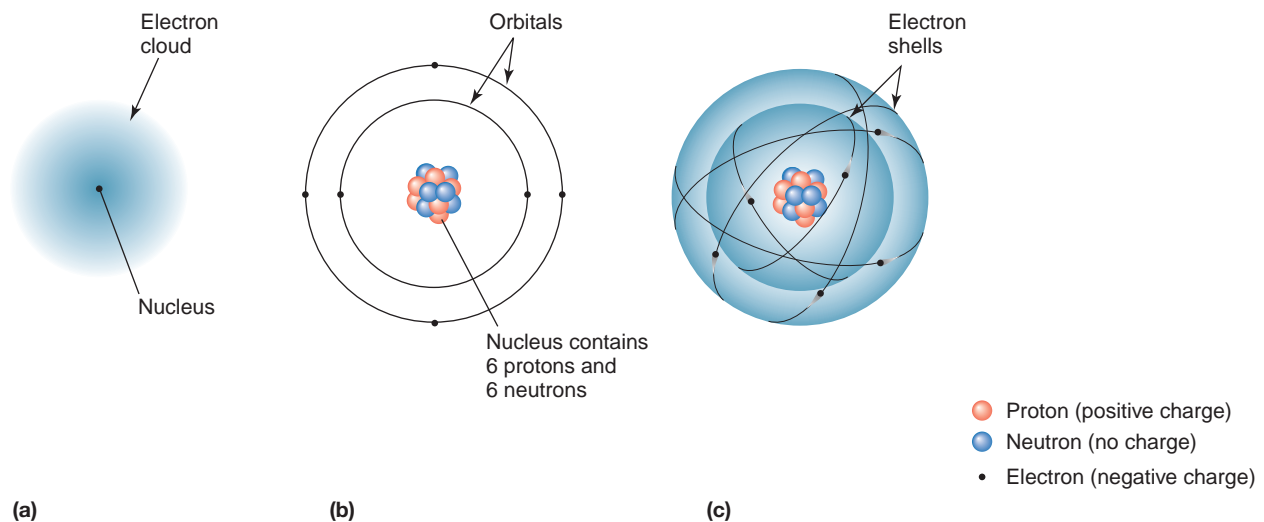 Electron
cloud
Nucleus
(a)
Orbitals
Nucleus contains
6 protons and
6 neutrons
(b)
Electron
shells
(c)
Proton (positive charge)
Neutron (no charge)
Electron (negative charge)